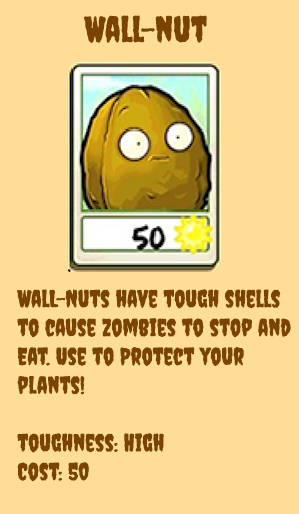 WALL-NUT
50
WALL-NUTS HAVE TOUGH SHELLS
TO CAUSE ZOMBIES TO STOP AND
EAT. USE TO PROTECT YOUR
PLANTS!
TOUGHNESS: HIGH
COST: 50